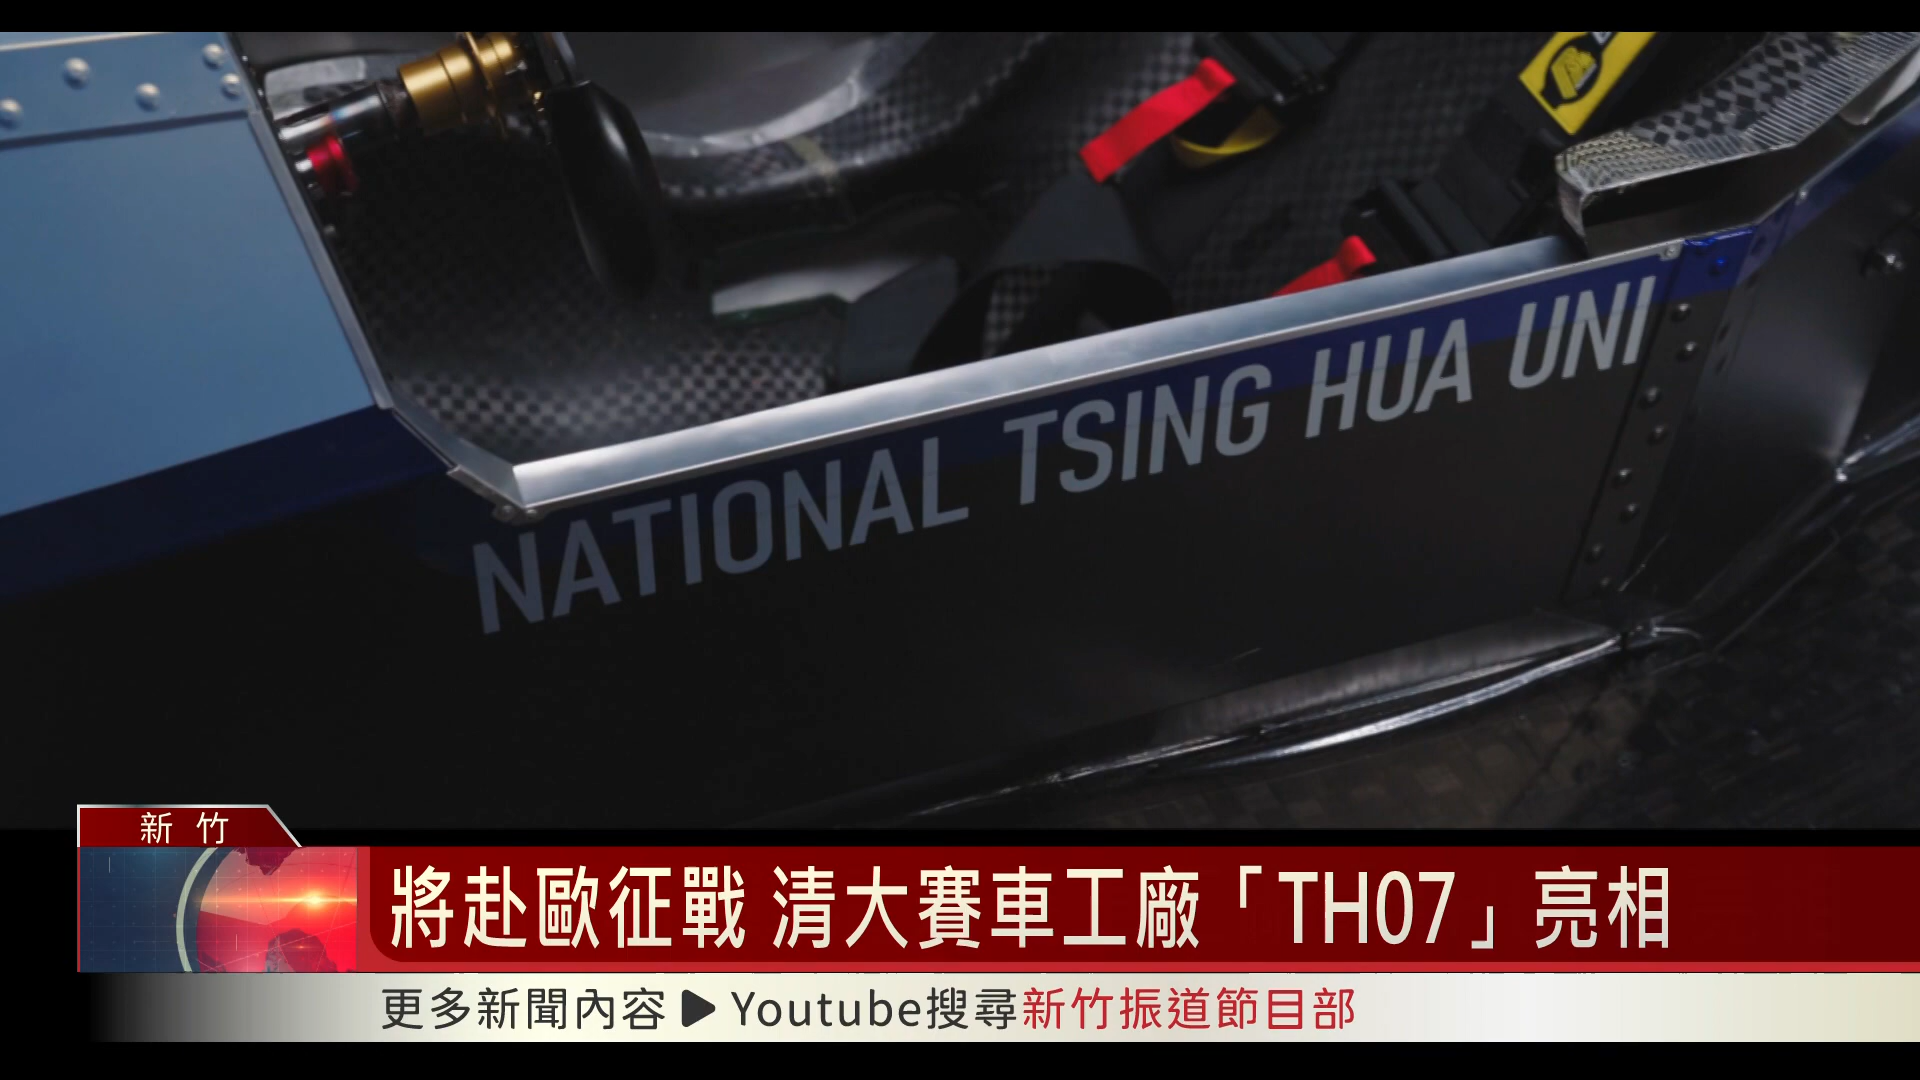 NATIONAL TSING HUA UNI
新竹
將赴歐征戰 清大賽車工廠「TH07」亮相
更多新聞內容▶Youtube搜尋新竹振道節目部